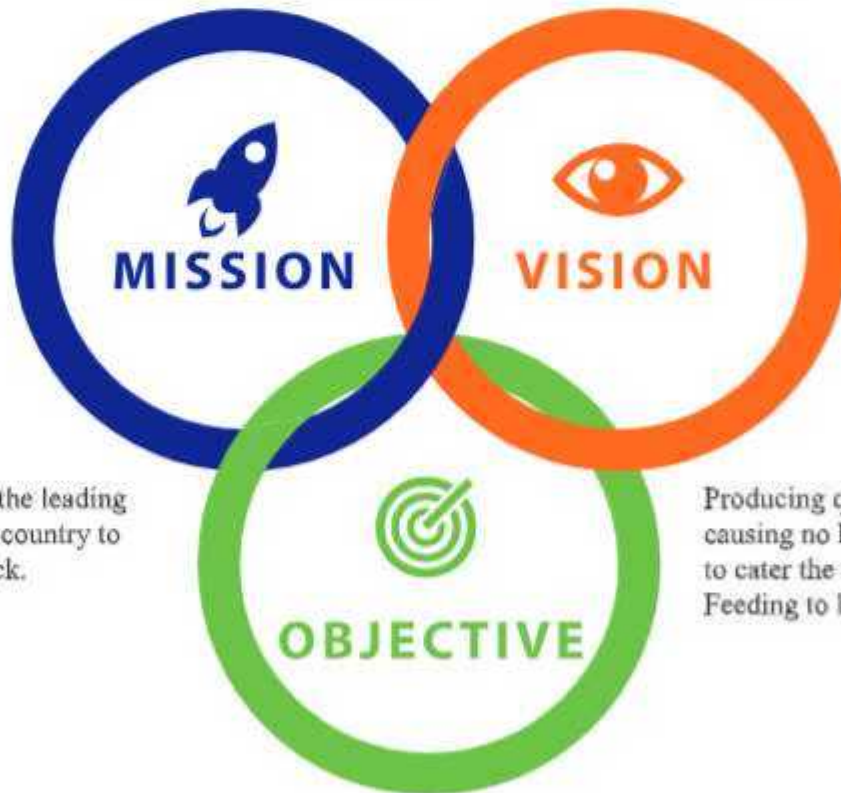 MISSION
VISION
the leading
country to
ck.
Producing
causing no
to cater the
Feeding to
OBJECTIVE